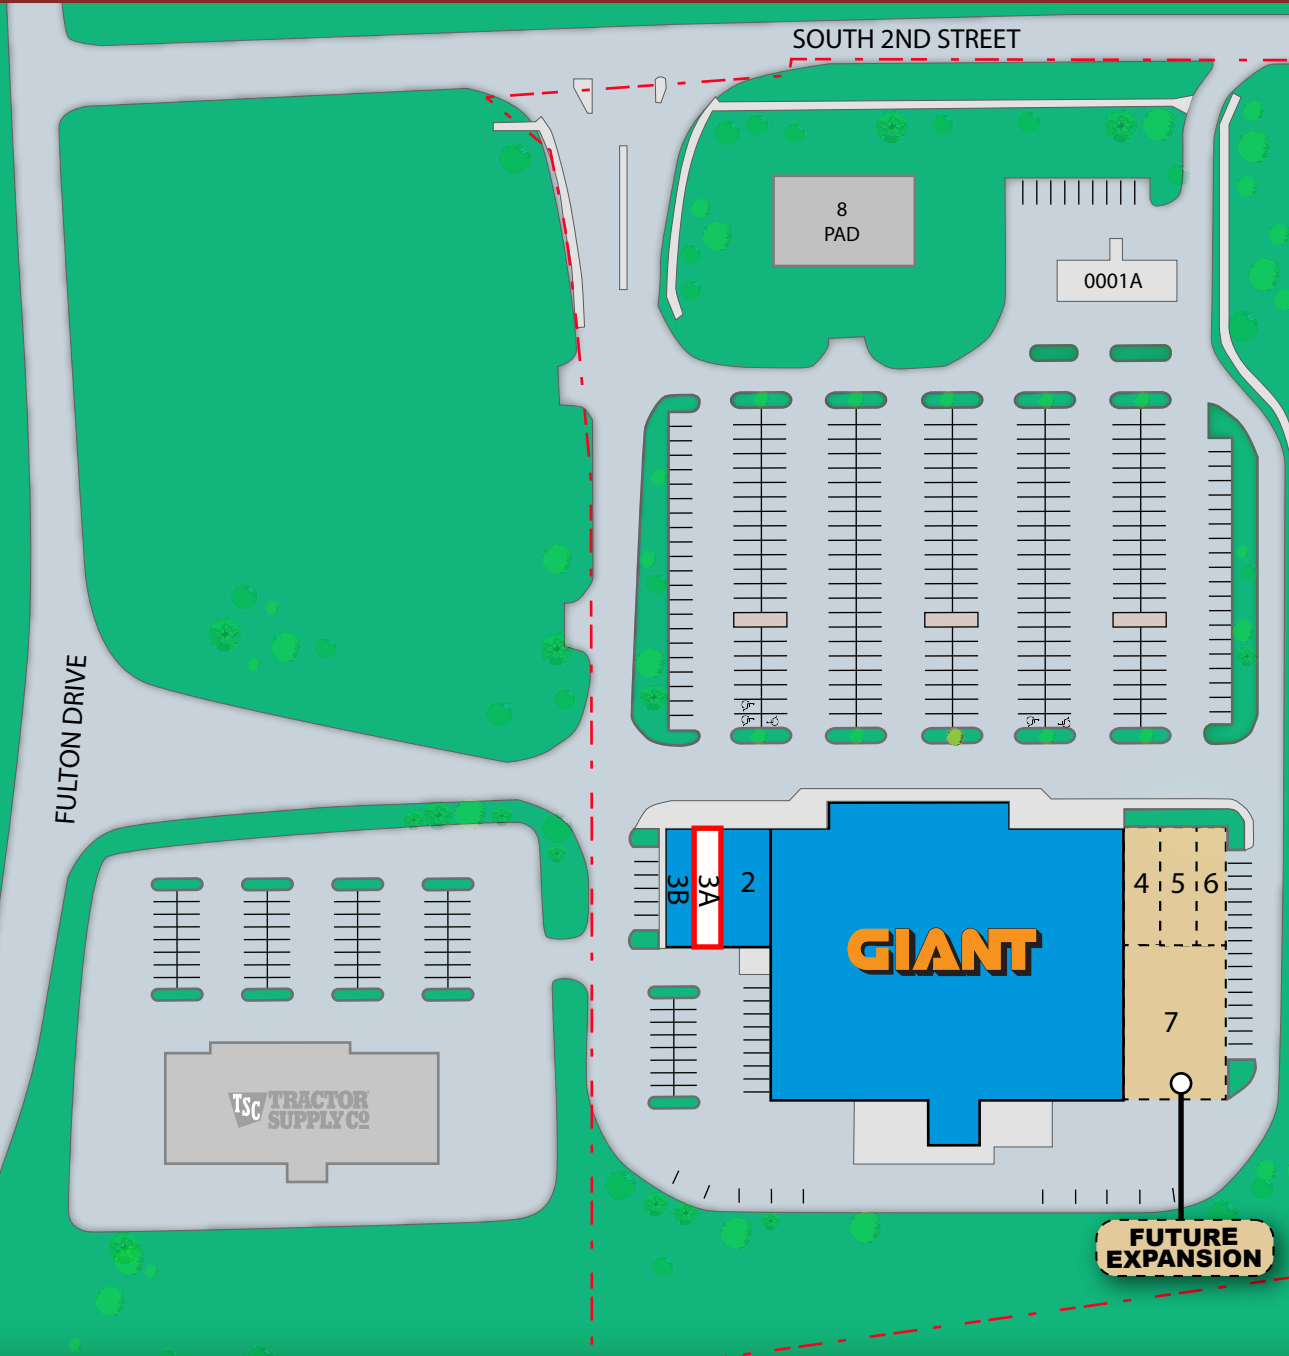 SOUTH 2ND STREET
8
PAD
0001A
FULTON DRIVE
3B
3A
2
GIANT
4
5
6
7
TSC
TRACTOR
SUPPLY CO
FUTURE
EXPANSION